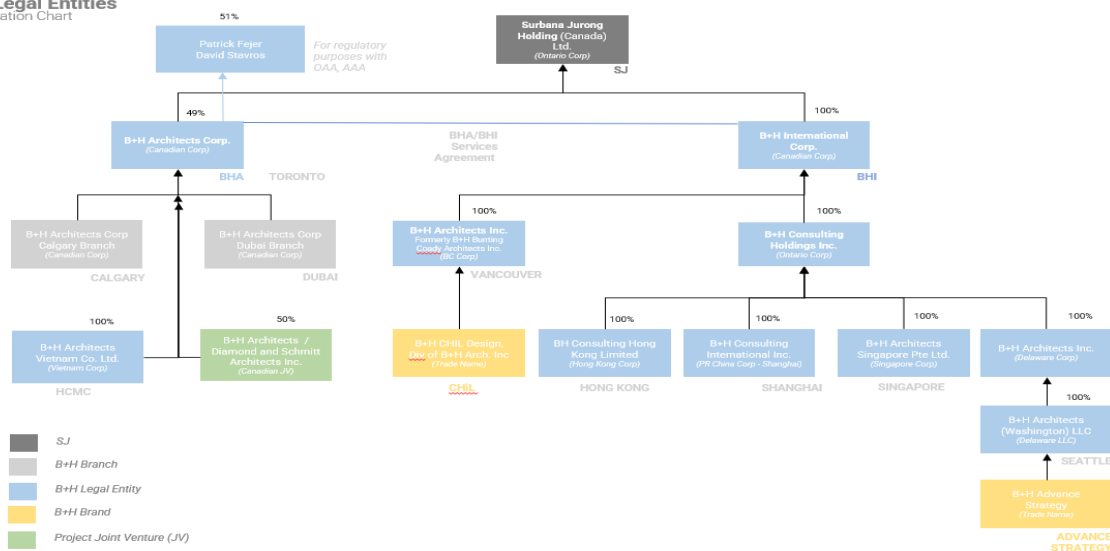 Legal Entities
ation Chart
51%
Patrick Fejer
David Stavros
For regulatory
purposes with
OAA, AAA
Surbana Jurong
Holding (Canada)
Ltd.
(Ontario Corp)
SJ
49%
B+H Architects Corp.
(Canadian Corp)
BHA
TORONTO
BHA/BHI
Services
Agreement
100%
B+H International
Corp.
(Canadian Corp)
BHI
B+H Architects Corp
Calgary Branch
(Canadian Corp)
CALGARY
B+H Architects Corp
Dubai Branch
(Canadian Corp)
DUBAI
100%
B+H Architects Inc.
Formerly B+H Bunting
Coady Architects Inc.
(BC Corp)
VANCOUVER
100%
B+H Consulting
Holdings Inc.
(Ontario Corp)
100%
B+H Architects
Vietnam Co. Ltd.
(Vietnam Corp)
HCMC
50%
B+H Architects /
Diamond and Schmitt
Architects Inc.
(Canadian JV)
B+H CHIL Design,
Div of B+H Arch. Inc
(Trade Name)
CHiL
100%
BH Consulting Hong
Kong Limited
(Hong Kong Corp)
HONG KONG
100%
B+H Consulting
International Inc.
(PR China Corp - Shanghai)
SHANGHAI
100%
B+H Architects
Singapore Pte Ltd.
(Singapore Corp)
SINGAPORE
100%
B+H Architects Inc.
(Delaware Corp)
100%
B+H Architects
(Washington) LLC
(Delaware LLC)
SEATTLE
B+H Advance
Strategy
(Trade Name)
ADVANCE
STRATEGY
SJ
B+H Branch
B+H Legal Entity
B+H Brand
Project Joint Venture (JV)